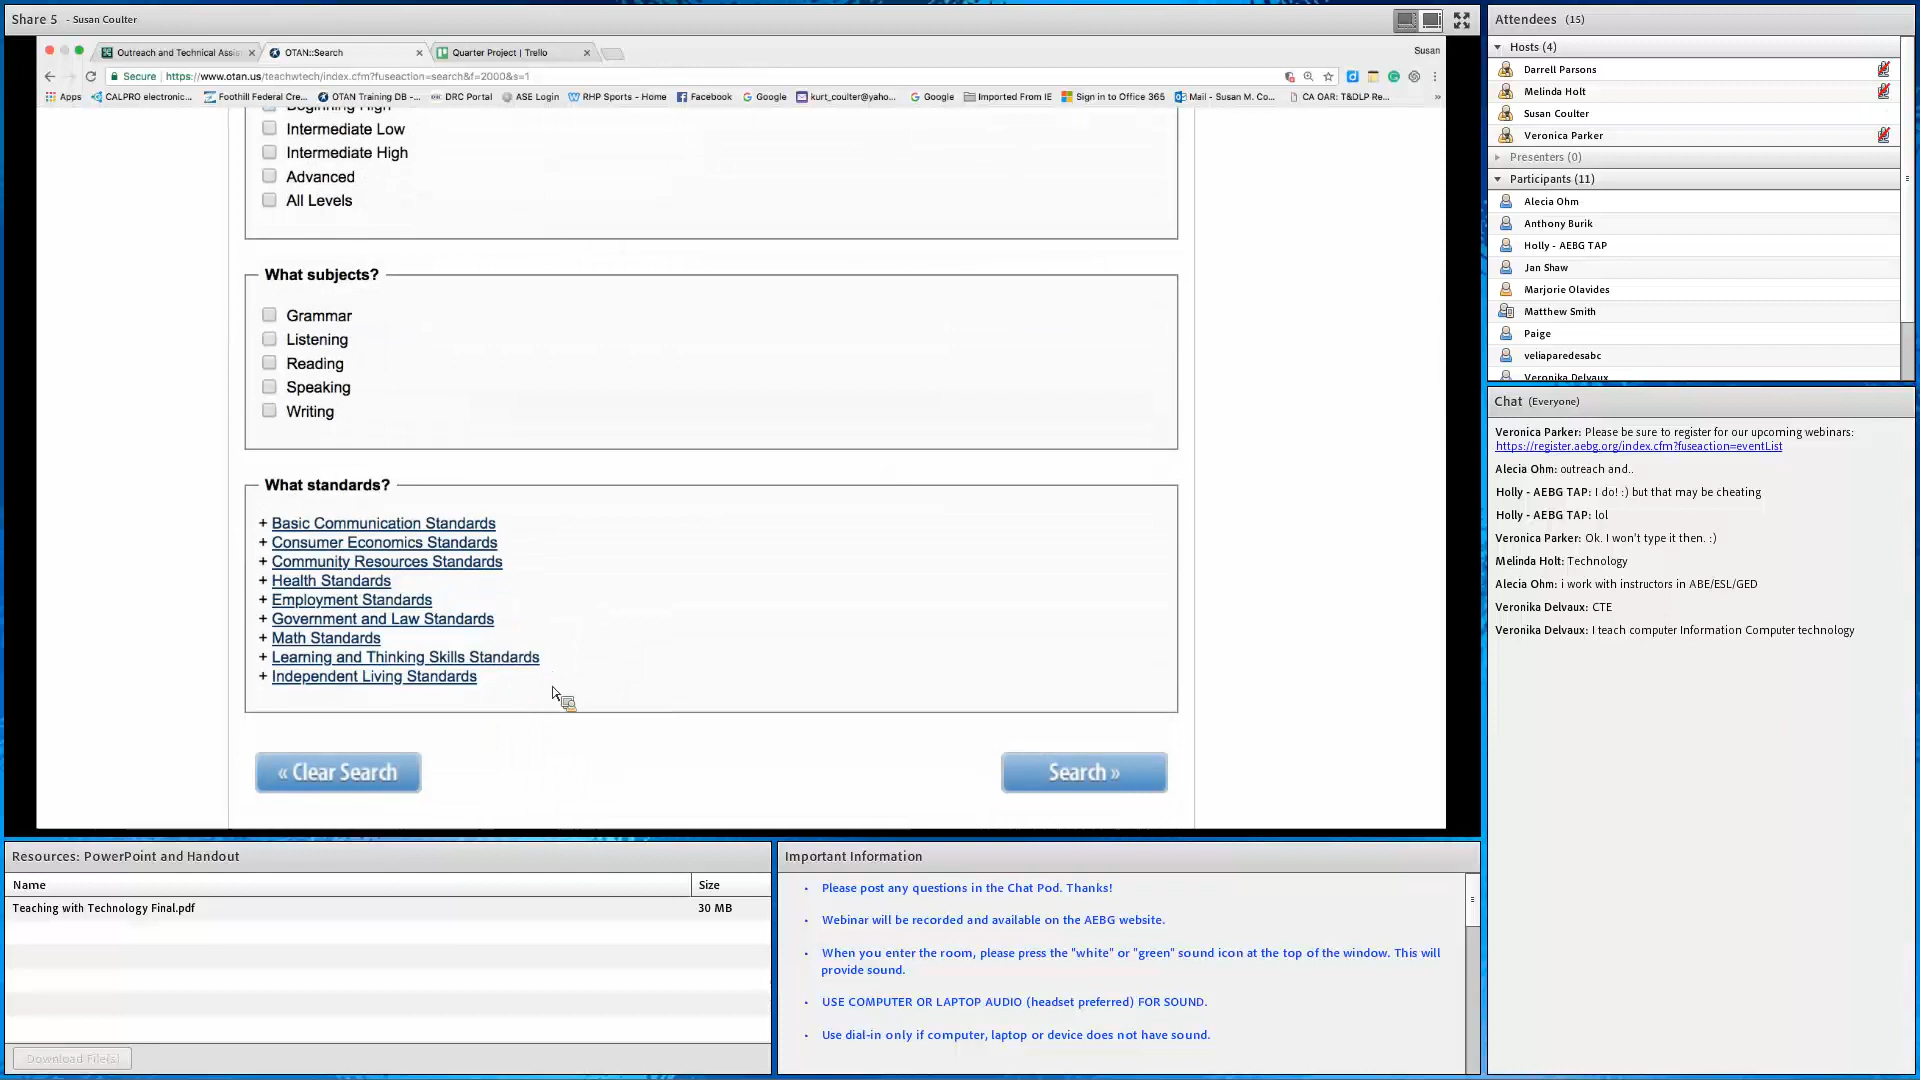 Share 5 - Susan Coulter
Outreach and Technical Assis
OTAN::Search
Quarter Project | Trello
Susan
Secure https://www.otan.us/teachwtech/index.cfm?fuseaction=search&f=2000&s=1
Apps
CALPRO electronic...
Foothill Federal Cre...
OTAN Training DB -...
DRC Portal
ASE Login
RHP Sports - Home
Facebook
Google
kurt_coulter@yaho...
Google
Imported From IE
Sign in to Office 365
Mail - Susan M. Co...
CA OAR: T&DLP Re...
»
Beginning High
Intermediate Low
Intermediate High
Advanced
All Levels
What subjects?
Grammar
Listening
Reading
Speaking
Writing
What standards?
+ Basic Communication Standards
+ Consumer Economics Standards
+ Community Resources Standards
+ Health Standards
+ Employment Standards
+ Government and Law Standards
+ Math Standards
+ Learning and Thinking Skills Standards
+ Independent Living Standards
« Clear Search
Search »
Attendees (15)
Hosts (4)
Darrell Parsons
Melinda Holt
Susan Coulter
Veronica Parker
Presenters (0)
Participants (11)
Alecia Ohm
Anthony Burik
Holly - AEBG TAP
Jan Shaw
Marjorie Olavides
Matthew Smith
Paige
veliaparedesabc
Veronika Delvaux
Chat (Everyone)
Veronica Parker: Please be sure to register for our upcoming webinars:
https://register.aebg.org/index.cfm?fuseaction=eventList
Alecia Ohm: outreach and..
Holly - AEBG TAP: I do! :) but that may be cheating
Holly - AEBG TAP: lol
Veronica Parker: Ok. I won't type it then. :)
Melinda Holt: Technology
Alecia Ohm: i work with instructors in ABE/ESL/GED
Veronika Delvaux: CTE
Veronika Delvaux: I teach computer Information Computer technology
Resources: PowerPoint and Handout
Name Size
Teaching with Technology Final.pdf 30 MB
Download File(s)
Important Information
• Please post any questions in the Chat Pod. Thanks!
• Webinar will be recorded and available on the AEBG website.
• When you enter the room, please press the "white" or "green" sound icon at the top of the window. This will
provide sound.
• USE COMPUTER OR LAPTOP AUDIO (headset preferred) FOR SOUND.
• Use dial-in only if computer, laptop or device does not have sound.